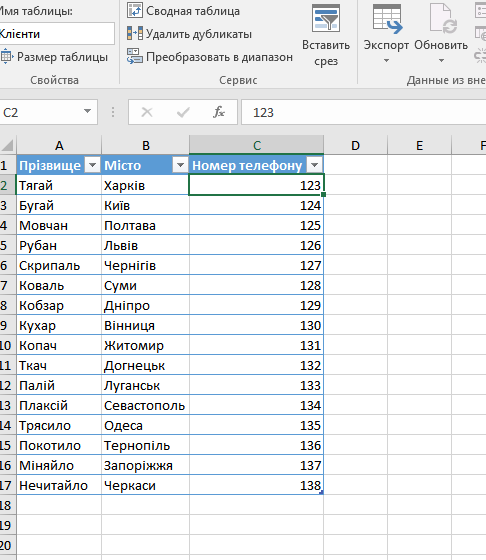 Имя таблицы:
Клієнти
Размер таблицы
Свойства
Сводная таблица
Удалить дубликаты
Преобразовать в диапазон
Сервис
Вставить срез
Экспорт
Обновить
Данные из вне
C2
fx
123
A B C D E F
1 Прізвище Місто Номер телефону
2 Тягай Харків 123
3 Бугай Київ 124
4 Мовчан Полтава 125
5 Рубан Львів 126
6 Скрипаль Чернігів 127
7 Коваль Суми 128
8 Кобзар Дніпро 129
9 Кухар Вінниця 130
10 Копач Житомир 131
11 Ткач Догнецьк 132
12 Палій Луганськ 133
13 Плаксій Севастополь 134
14 Трясило Одеса 135
15 Покотило Тернопіль 136
16 Міняйло Запоріжжя 137
17 Нечитайло Черкаси 138
18
19
20